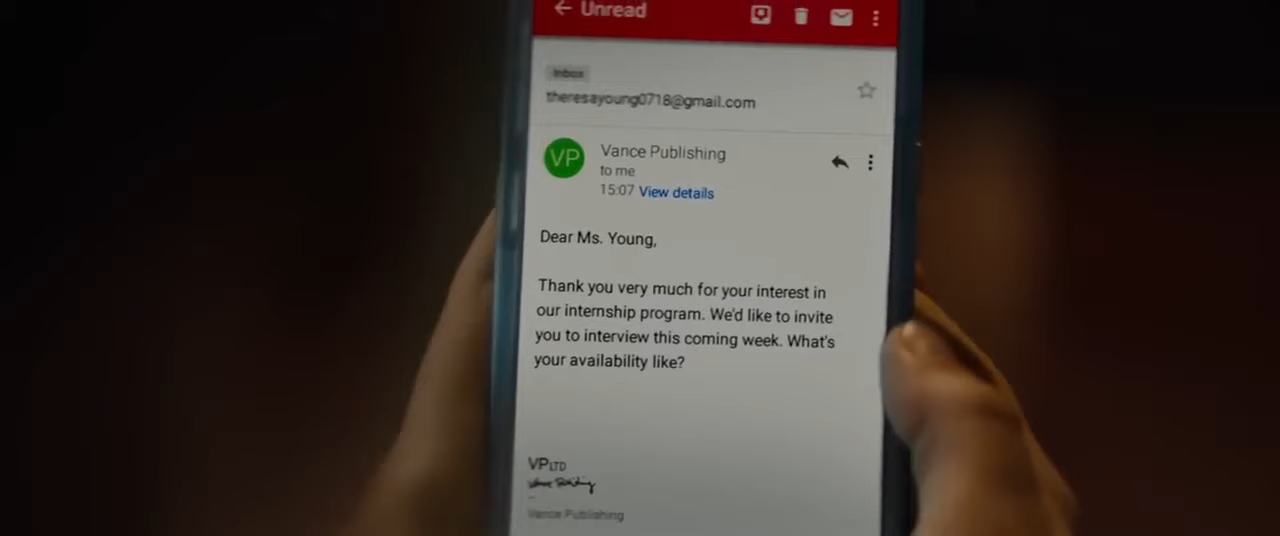 Unread
Inbox
theresayoung0718@gmail.com
VP
Vance Publishing
to me
15:07 View details
Dear Ms. Young,
Thank you very much for your interest in
our internship program. We'd like to invite
you to interview this coming week. What's
your availability like?
VPLTD
Vance Publishing